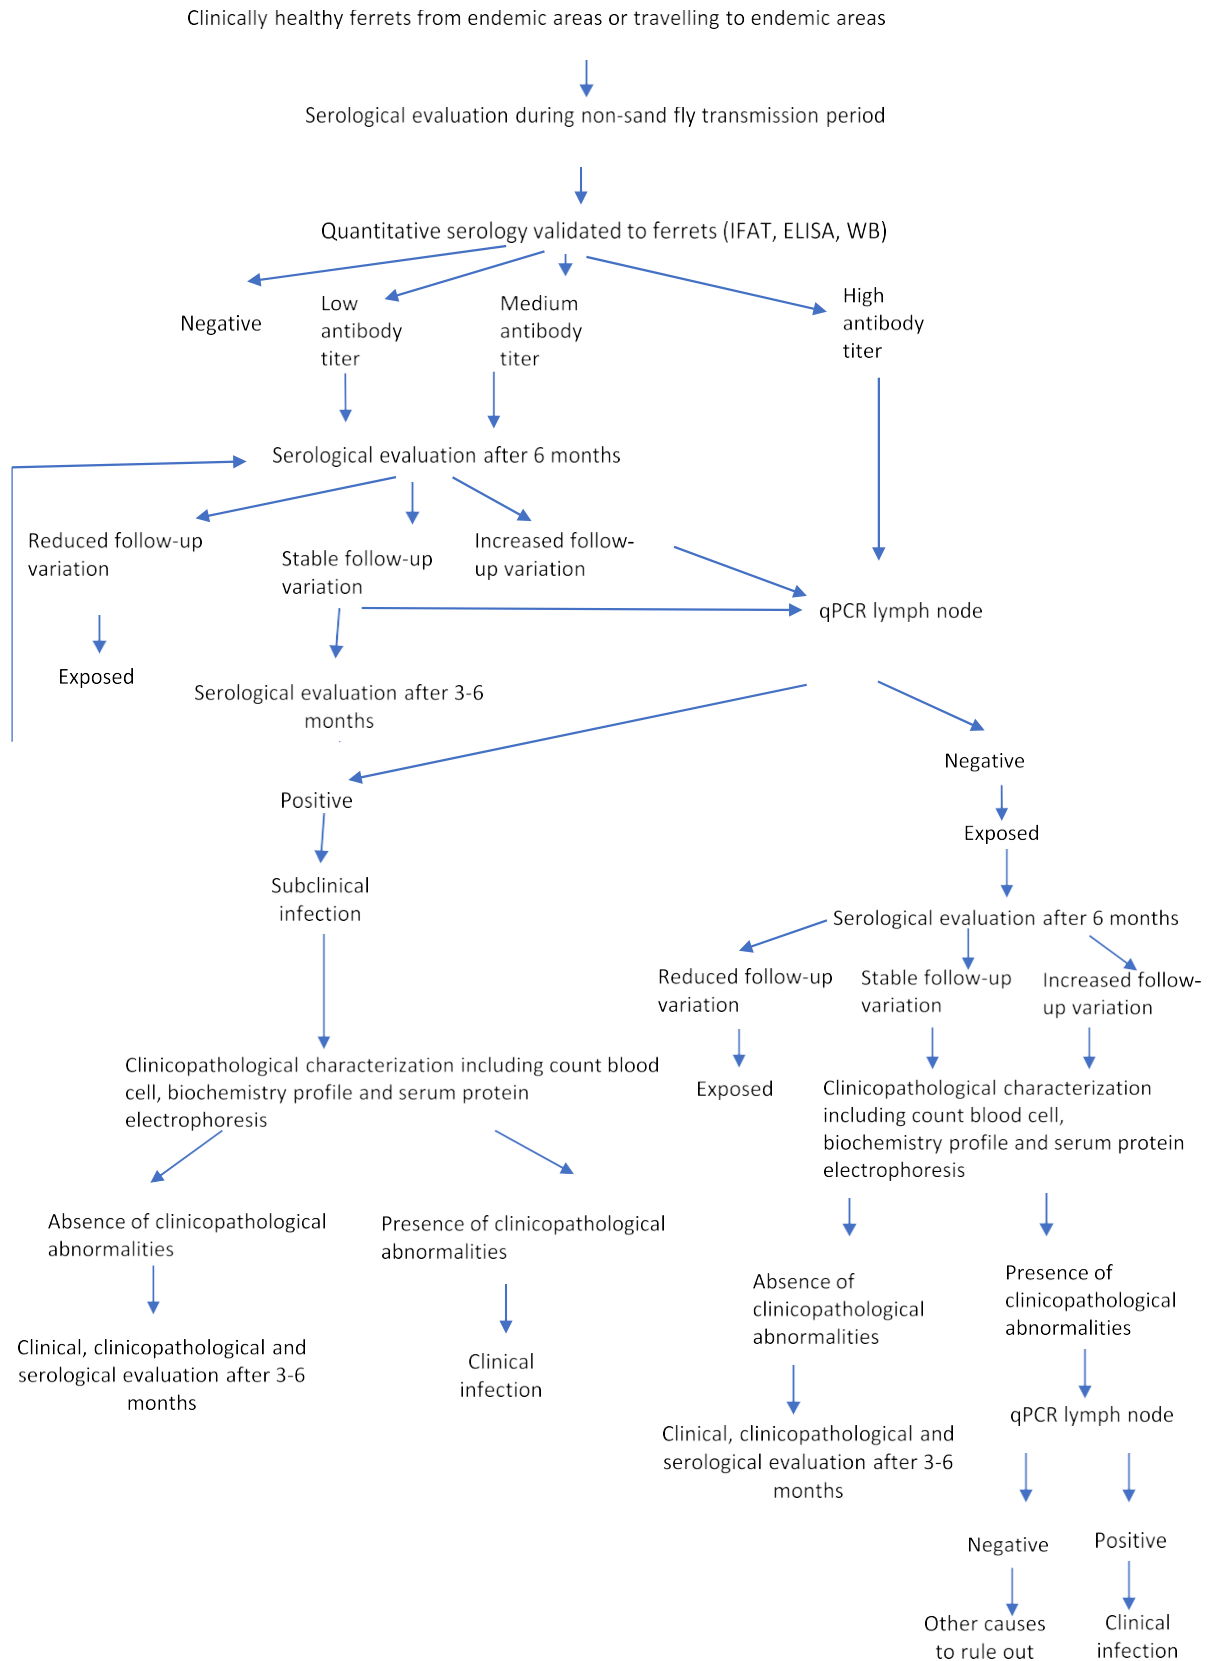 Clinically healthy ferrets from endemic areas or travelling to endemic areas
Serological evaluation during non-sand fly transmission period
Quantitative serology validated to ferrets (IFAT, ELISA, WB)
Negative
Low
antibody
titer
Medium
antibody
titer
High
antibody
titer
Serological evaluation after 6 months
Reduced follow-up
variation
Stable follow-up
variation
Increased follow-
up variation
qPCR lymph node
Exposed
Serological evaluation after 3-6
months
Positive
Negative
Exposed
Subclinical
infection
Serological evaluation after 6 months
Reduced follow-up
variation
Stable follow-up
variation
Increased follow-
up variation
Exposed
Clinicopathological characterization including count blood
cell, biochemistry profile and serum protein
electrophoresis
Clinicopathological characterization
including count blood cell,
biochemistry profile and serum protein
electrophoresis
Absence of clinicopathological
abnormalities
Presence of clinicopathological
abnormalities
Absence of
clinicopathological
abnormalities
Presence of
clinicopathological
abnormalities
Clinical, clinicopathological and
serological evaluation after 3-6
months
Clinical
infection
Clinical, clinicopathological and
serological evaluation after 3-6
months
qPCR lymph node
Negative
Positive
Other causes
to rule out
Clinical
infection